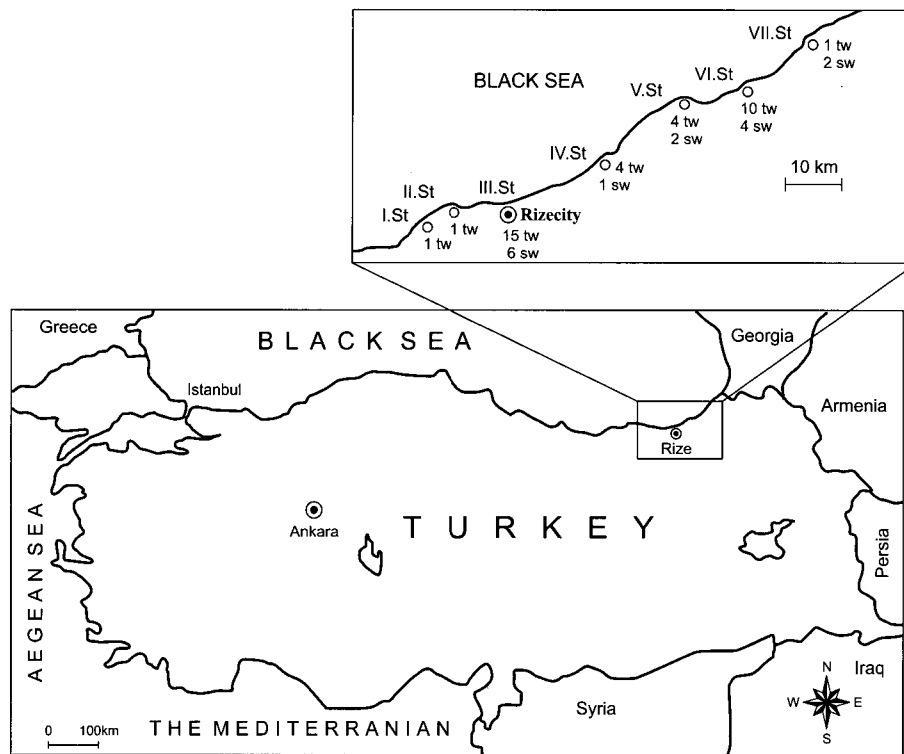 VII.St
1 tw
2 sw
BLACK SEA
VI.St
V.St
10 tw
4 sw
4 tw
2 sw
IV.St
4 tw
1 sw
10 km
III.St
II.St
I.St
Rizecity
1 tw
1 tw
15 tw
6 sw
Greece
BLACK SEA
Georgia
Istanbul
Armenia
Rize
AEGEAN SEA
Ankara
TURKEY
Persia
Syria
Iraq
N
W
E
S
0 100km
THE MEDITERRANIAN